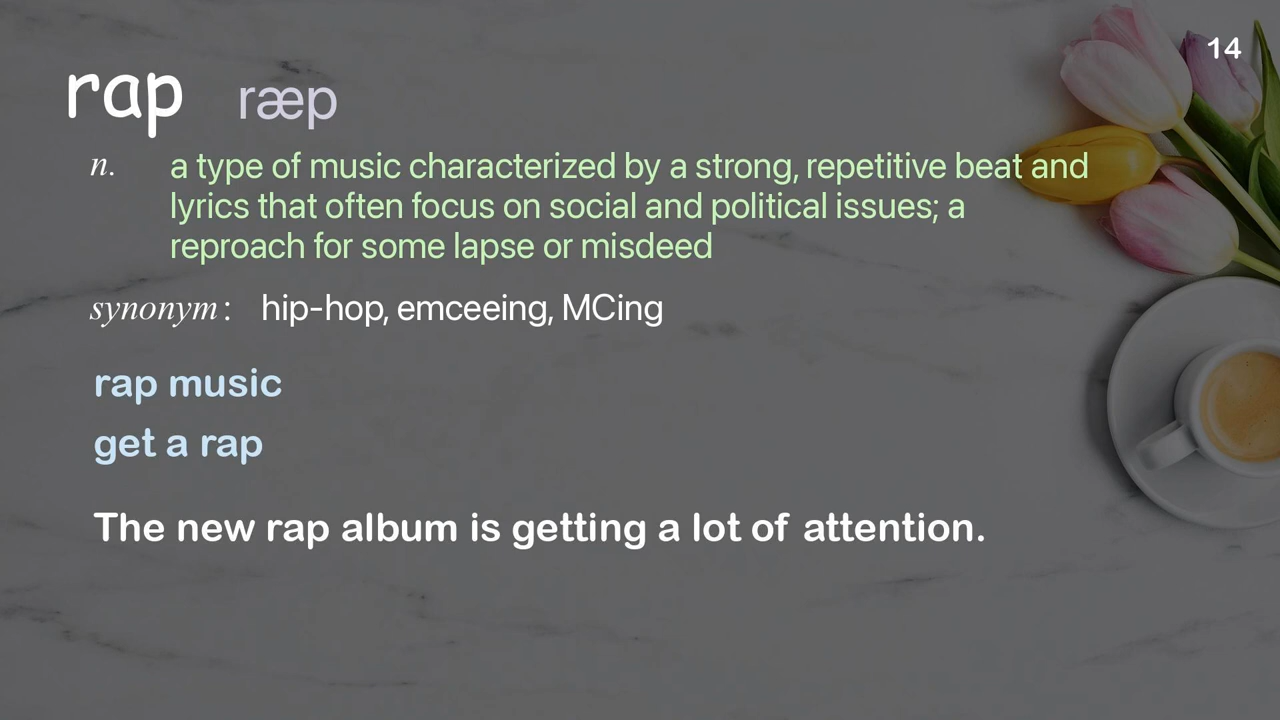 14
rap ræp
n. a type of music characterized by a strong, repetitive beat and
lyrics that often focus on social and political issues; a
reproach for some lapse or misdeed
synonym: hip-hop, emceeing, MCing
rap music
get a rap
The new rap album is getting a lot of attention.